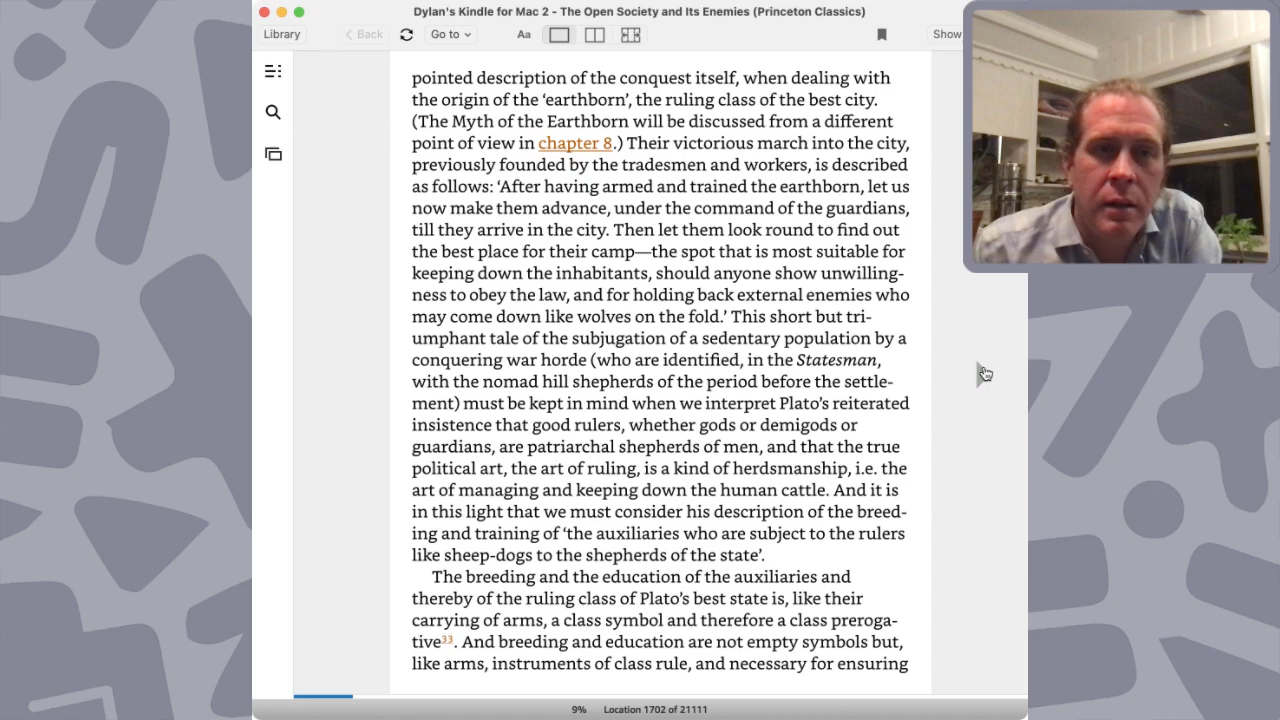 Dylan's Kindle for Mac 2 - The Open Society and Its Enemies (Princeton Classics)
Library
Back
Go to
Aa
Show
pointed description of the conquest itself, when dealing with
the origin of the ‘earthborn’, the ruling class of the best city.
(The Myth of the Earthborn will be discussed from a different
point of view in chapter 8.) Their victorious march into the city,
previously founded by the tradesmen and workers, is described
as follows: ‘After having armed and trained the earthborn, let us
now make them advance, under the command of the guardians,
till they arrive in the city. Then let them look round to find out
the best place for their camp—the spot that is most suitable for
keeping down the inhabitants, should anyone show unwilling-
ness to obey the law, and for holding back external enemies who
may come down like wolves on the fold.’ This short but tri-
umphant tale of the subjugation of a sedentary population by a
conquering war horde (who are identified, in the Statesman,
with the nomad hill shepherds of the period before the settle-
ment) must be kept in mind when we interpret Plato’s reiterated
insistence that good rulers, whether gods or demigods or
guardians, are patriarchal shepherds of men, and that the true
political art, the art of ruling, is a kind of herdsmanship, i.e. the
art of managing and keeping down the human cattle. And it is
in this light that we must consider his description of the breed-
ing and training of ‘the auxiliaries who are subject to the rulers
like sheep-dogs to the shepherds of the state’.
The breeding and the education of the auxiliaries and
thereby of the ruling class of Plato’s best state is, like their
carrying of arms, a class symbol and therefore a class preroga-
tive33. And breeding and education are not empty symbols but,
like arms, instruments of class rule, and necessary for ensuring
9% Location 1702 of 21111